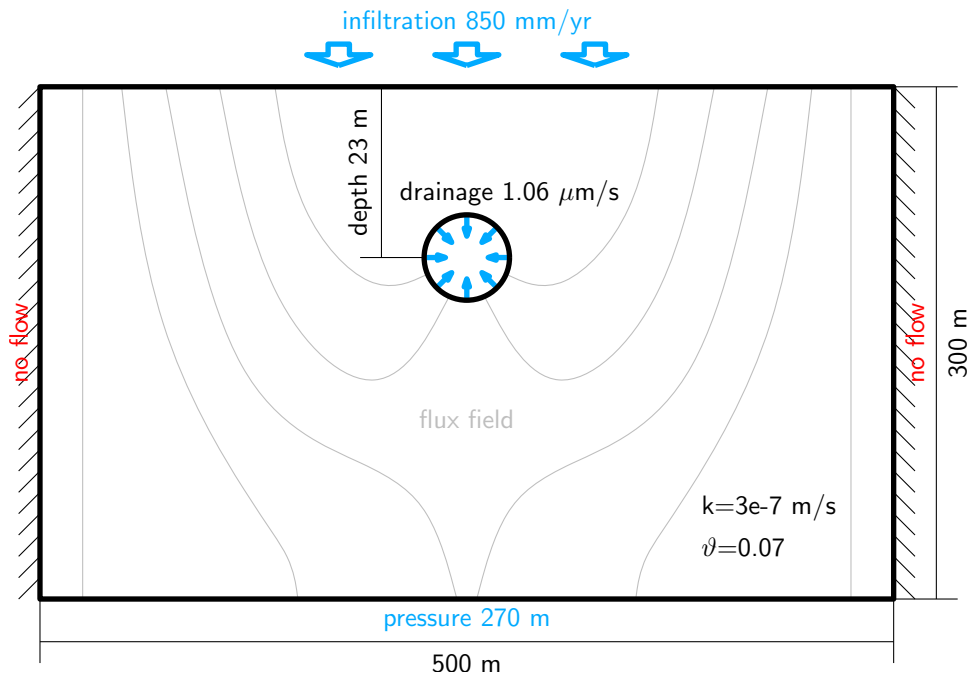 infiltration 850 mm/yr
depth 23 m
drainage 1.06 μm/s
no flow
no flow
300 m
flux field
k=3e-7 m/s
ϑ=0.07
pressure 270 m
500 m